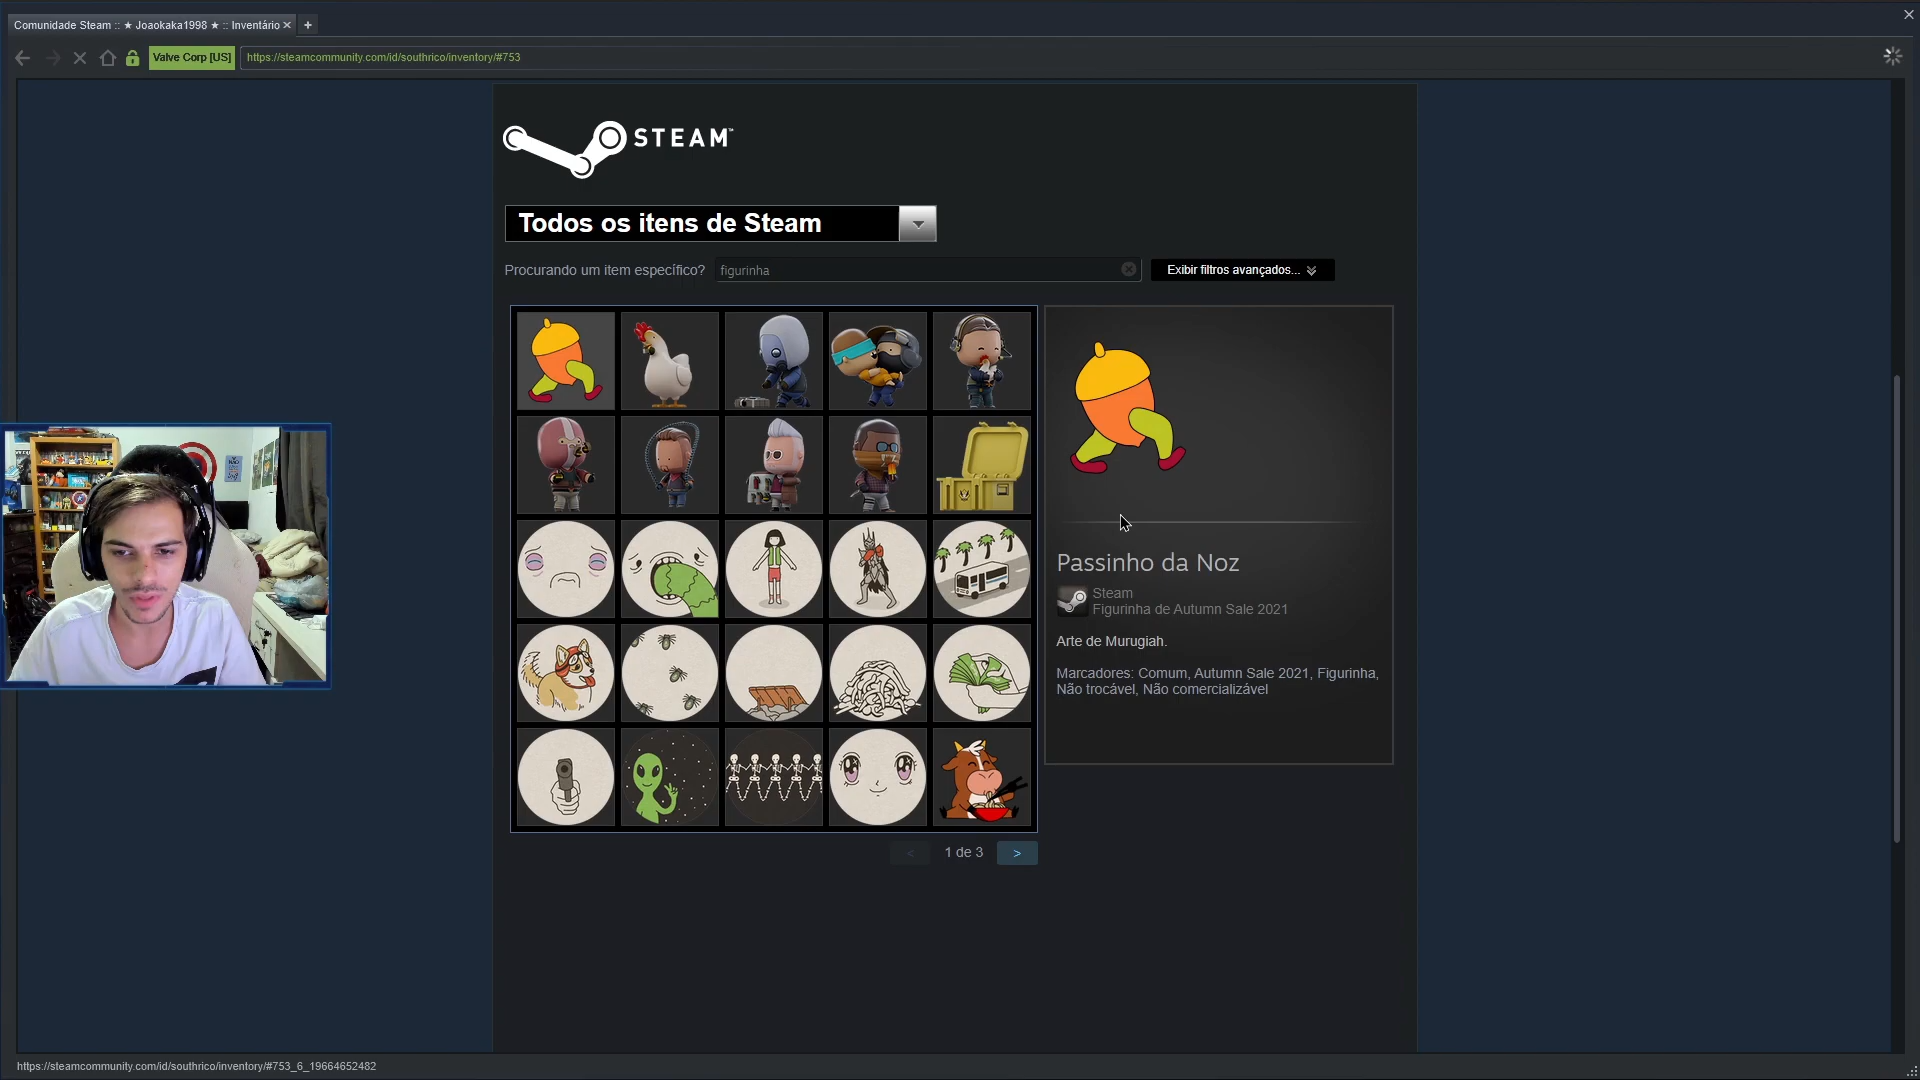 Comunidade Steam :: ★ Joaokaka1998 ★ :: Inventário
Valve Corp [US]
https://steamcommunity.com/id/southrico/inventory/#753
STEAM™
Todos os itens de Steam
Procurando um item específico?
figurinha
Exibir filtros avançados...
Passinho da Noz
Steam
Figurinha de Autumn Sale 2021
Arte de Murugiah.
Marcadores: Comum, Autumn Sale 2021, Figurinha,
Não trocável, Não comercializável
< 1 de 3 >
https://steamcommunity.com/id/southrico/inventory/#753_6_19664652482